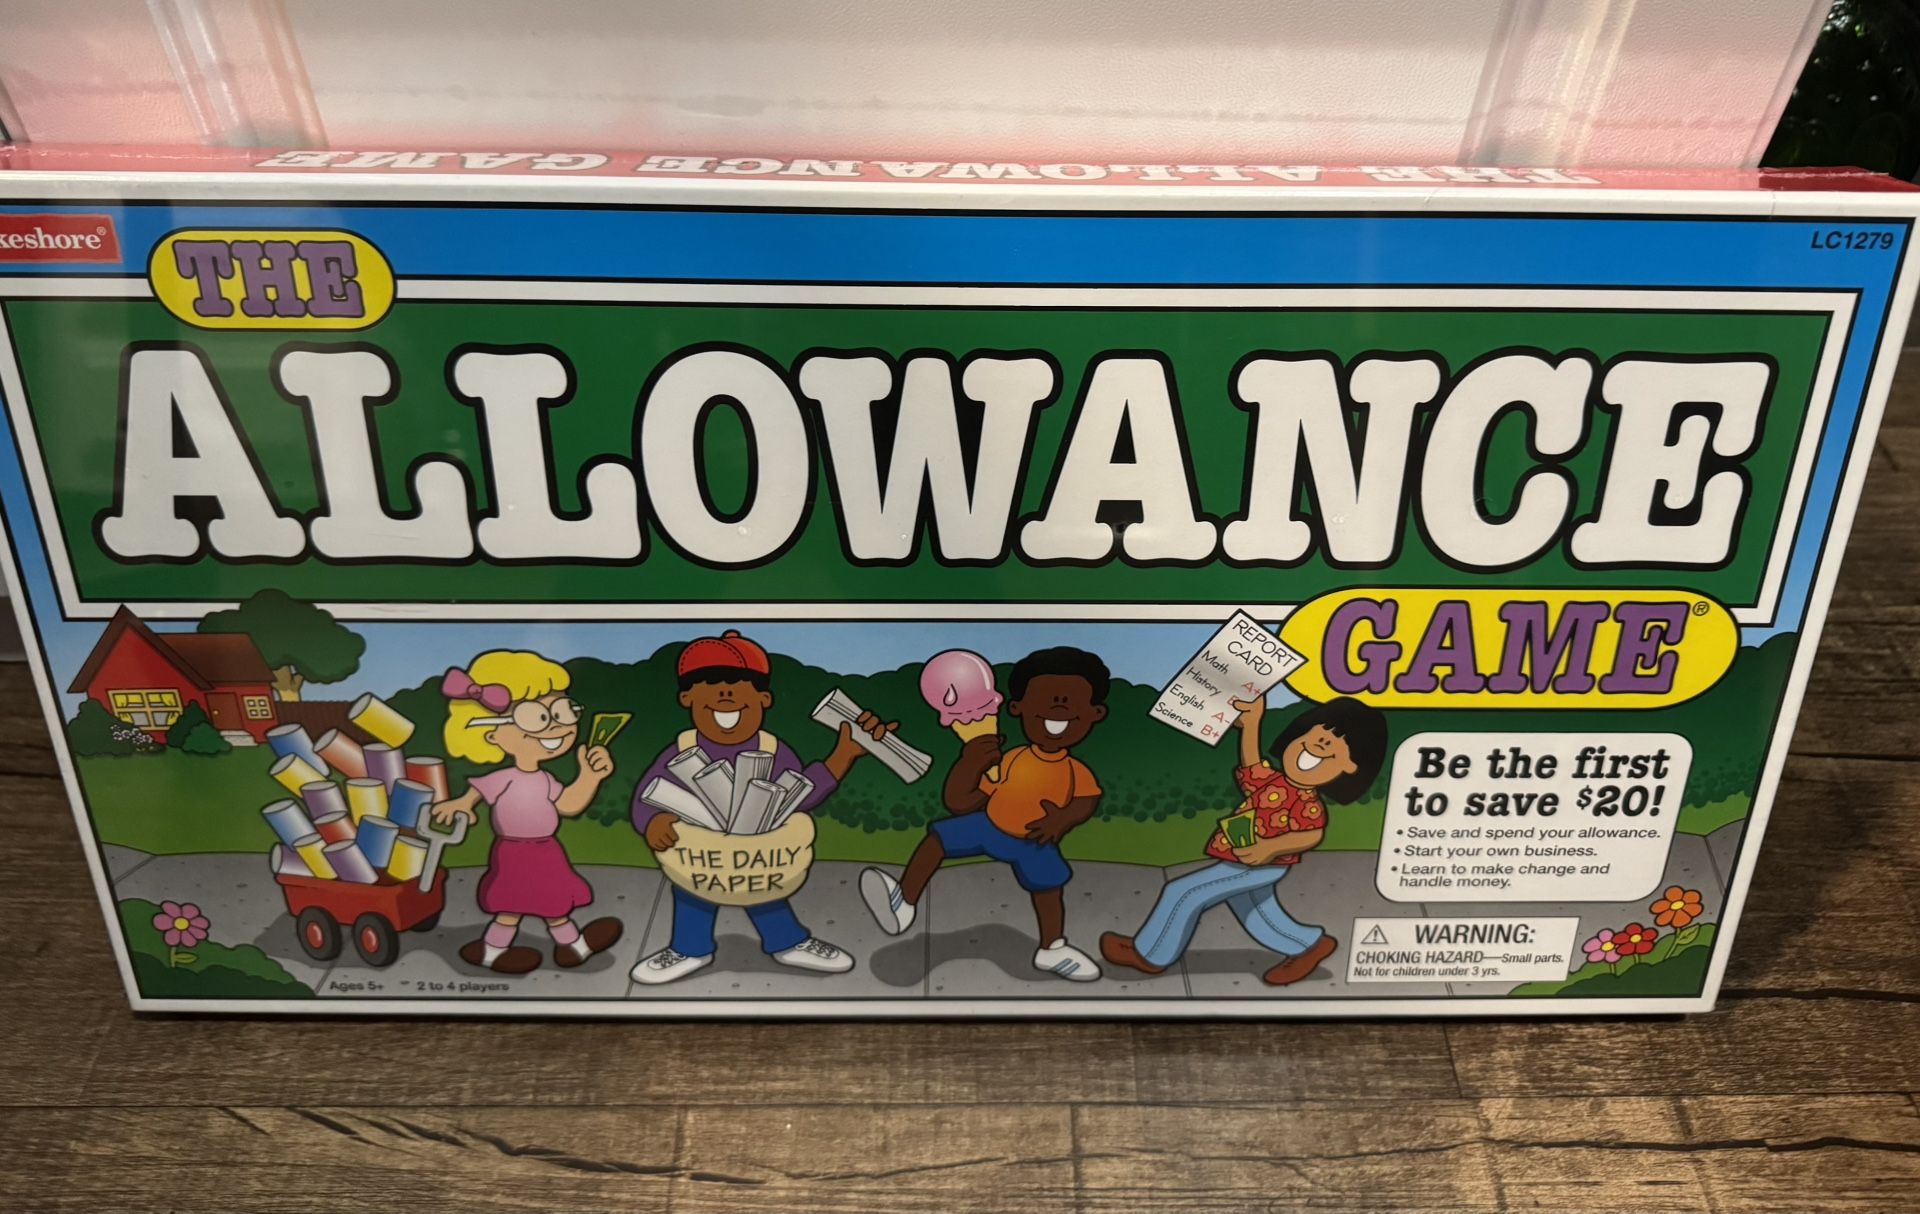 THE ALLOWANCE GAME
keshore®
LC1279
THE
ALLOWANCE
GAME®
REPORT
CARD
Math A+
History
English A-
Science B+
THE DAILY
PAPER
Be the first
to save $20!
• Save and spend your allowance.
• Start your own business.
• Learn to make change and
handle money.
⚠ WARNING:
CHOKING HAZARD—Small parts.
Not for children under 3 yrs.
Ages 5+ • 2 to 4 players